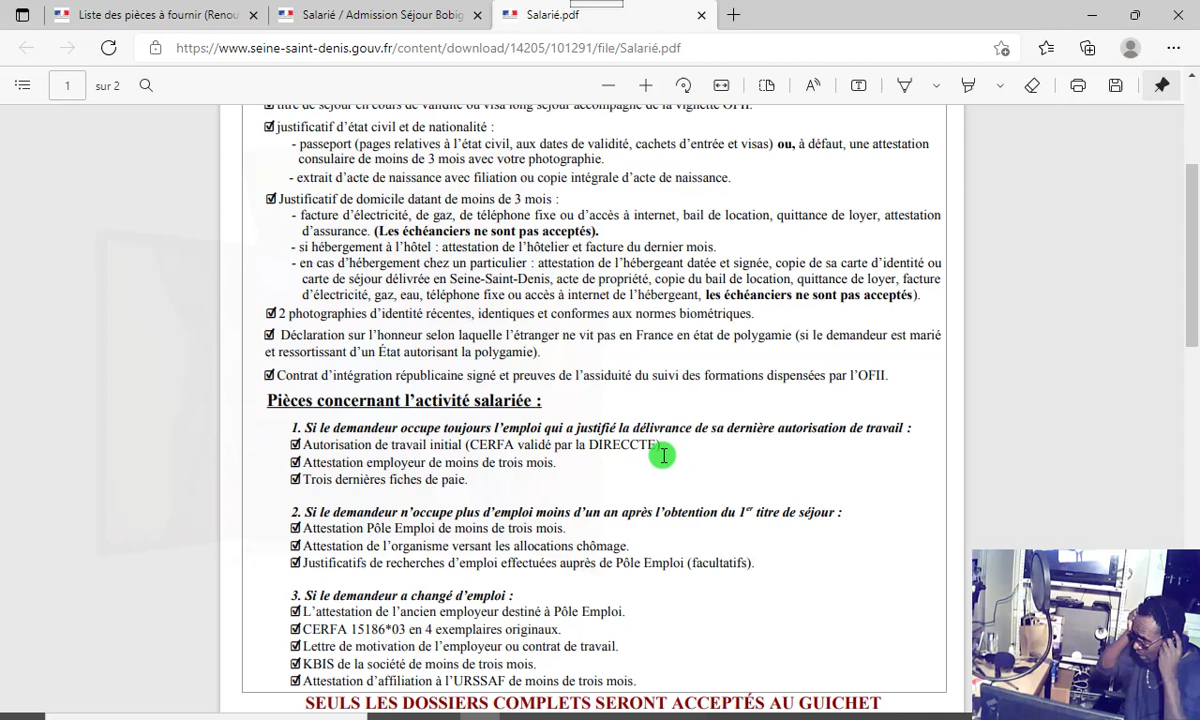 Liste des pièces à fournir (Renou
Salarié / Admission Séjour Bobig
Salarié.pdf
https://www.seine-saint-denis.gouv.fr/content/download/14205/101291/file/Salarié.pdf
1 sur 2
titre de séjour en cours de validité ou visa long séjour accompagné de la vignette OFII.
justificatif d’état civil et de nationalité :
- passeport (pages relatives à l’état civil, aux dates de validité, cachets d’entrée et visas) ou, à défaut, une attestation
consulaire de moins de 3 mois avec votre photographie.
- extrait d’acte de naissance avec filiation ou copie intégrale d’acte de naissance.
Justificatif de domicile datant de moins de 3 mois :
- facture d’électricité, de gaz, de téléphone fixe ou d’accès à internet, bail de location, quittance de loyer, attestation
d’assurance. (Les échéanciers ne sont pas acceptés).
- si hébergement à l’hôtel : attestation de l’hôtelier et facture du dernier mois.
- en cas d’hébergement chez un particulier : attestation de l’hébergeant datée et signée, copie de sa carte d’identité ou
carte de séjour délivrée en Seine-Saint-Denis, acte de propriété, copie du bail de location, quittance de loyer, facture
d’électricité, gaz, eau, téléphone fixe ou accès à internet de l’hébergeant, les échéanciers ne sont pas acceptés).
2 photographies d’identité récentes, identiques et conformes aux normes biométriques.
Déclaration sur l’honneur selon laquelle l’étranger ne vit pas en France en état de polygamie (si le demandeur est marié
et ressortissant d’un État autorisant la polygamie).
Contrat d’intégration républicaine signé et preuves de l’assiduité du suivi des formations dispensées par l’OFII.
Pièces concernant l’activité salariée :
1. Si le demandeur occupe toujours l’emploi qui a justifié la délivrance de sa dernière autorisation de travail :
Autorisation de travail initial (CERFA validé par la DIRECCTE).
Attestation employeur de moins de trois mois.
Trois dernières fiches de paie.
2. Si le demandeur n’occupe plus d’emploi moins d’un an après l’obtention du 1er titre de séjour :
Attestation Pôle Emploi de moins de trois mois.
Attestation de l’organisme versant les allocations chômage.
Justificatifs de recherches d’emploi effectuées auprès de Pôle Emploi (facultatifs).
3. Si le demandeur a changé d’emploi :
L’attestation de l’ancien employeur destiné à Pôle Emploi.
CERFA 15186*03 en 4 exemplaires originaux.
Lettre de motivation de l’employeur ou contrat de travail.
KBIS de la société de moins de trois mois.
Attestation d’affiliation à l’URSSAF de moins de trois mois.
SEULS LES DOSSIERS COMPLETS SERONT ACCEPTÉS AU GUICHET